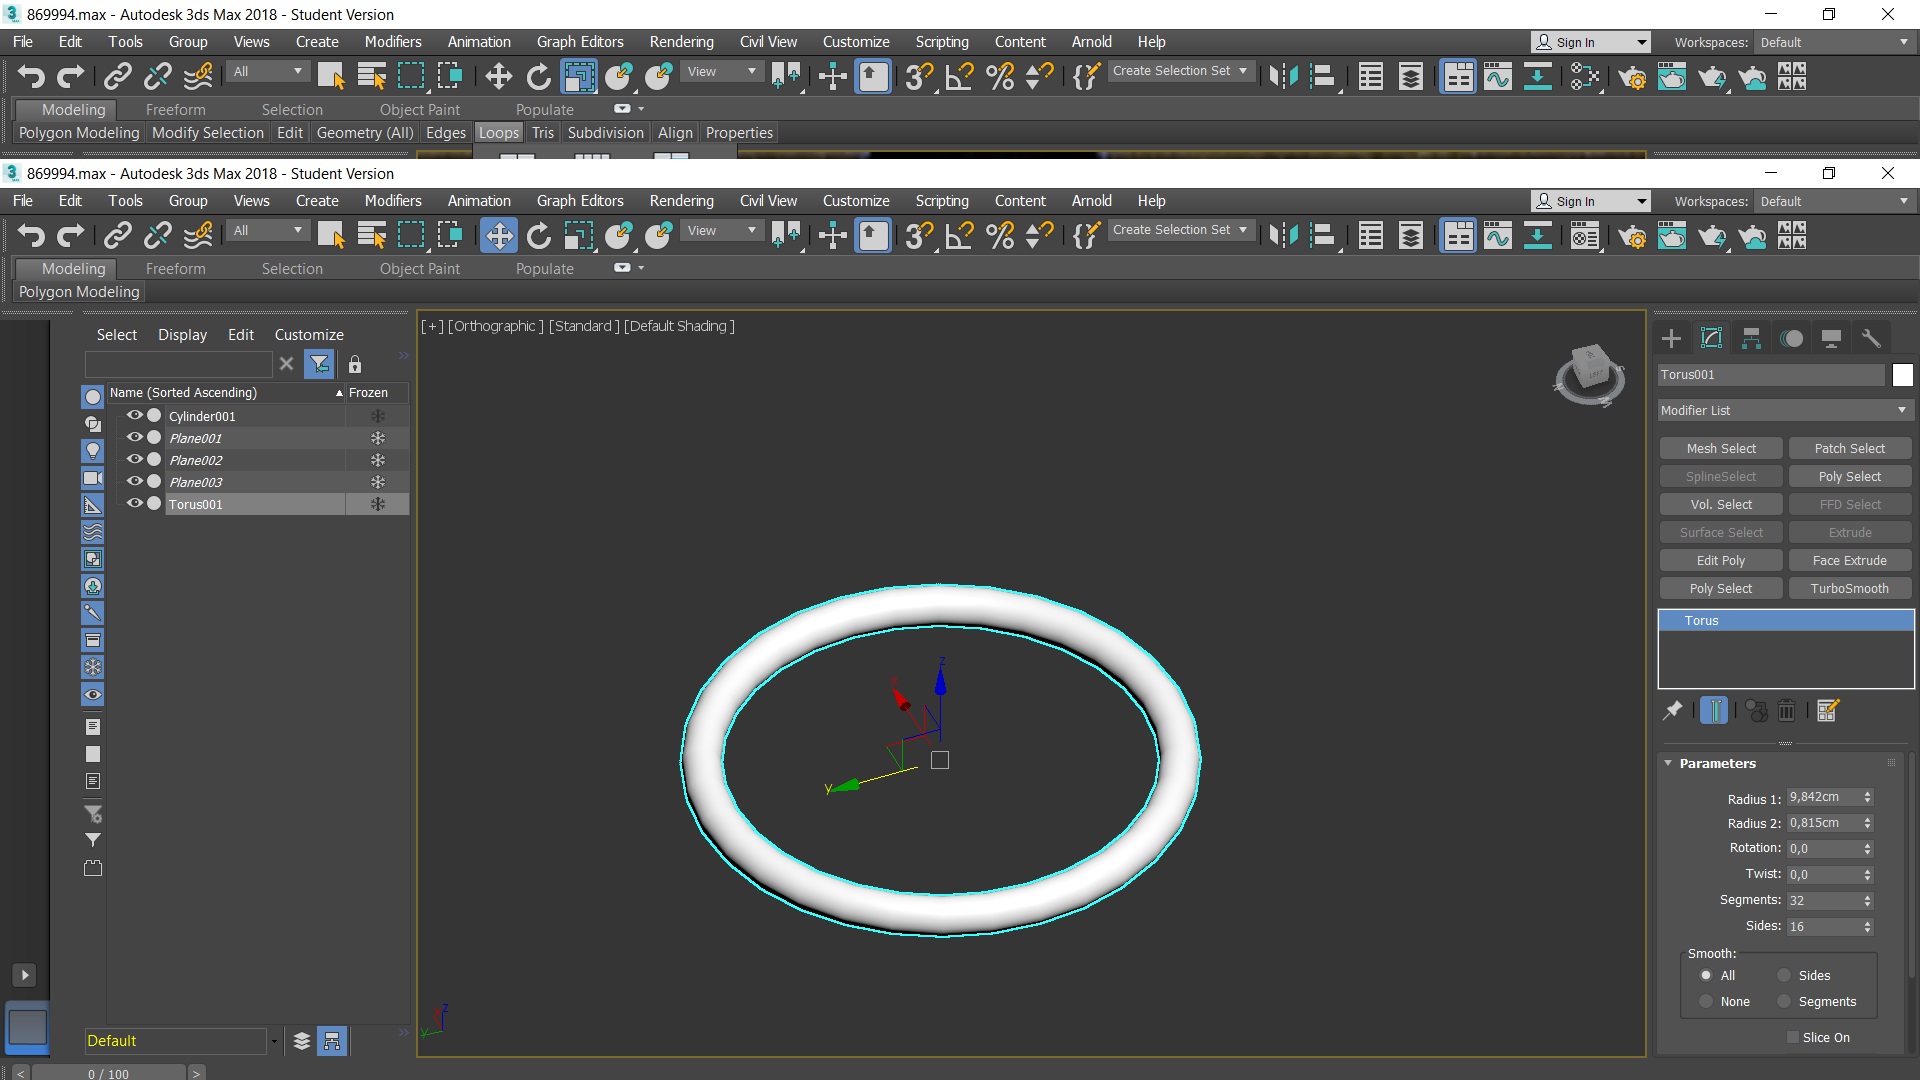 869994.max - Autodesk 3ds Max 2018 - Student Version
File Edit Tools Group Views Create Modifiers Animation Graph Editors Rendering Civil View Customize Scripting Content Arnold Help Sign In Workspaces: Default
All View Create Selection Set
Modeling Freeform Selection Object Paint Populate
Polygon Modeling Modify Selection Edit Geometry (All) Edges Loops Tris Subdivision Align Properties
869994.max - Autodesk 3ds Max 2018 - Student Version
File Edit Tools Group Views Create Modifiers Animation Graph Editors Rendering Civil View Customize Scripting Content Arnold Help Sign In Workspaces: Default
All View Create Selection Set
Modeling Freeform Selection Object Paint Populate
Polygon Modeling
Select Display Edit Customize
Name (Sorted Ascending) Frozen
Cylinder001
Plane001
Plane002
Plane003
Torus001
Default
0 / 100
[+] [Orthographic ] [Standard ] [Default Shading ]
z
x
y
z
y
Torus001
Modifier List
Mesh Select Patch Select
SplineSelect Poly Select
Vol. Select FFD Select
Surface Select Extrude
Edit Poly Face Extrude
Poly Select TurboSmooth
Torus
Parameters
Radius 1: 9,842cm
Radius 2: 0,815cm
Rotation: 0,0
Twist: 0,0
Segments: 32
Sides: 16
Smooth:
All Sides
None Segments
Slice On